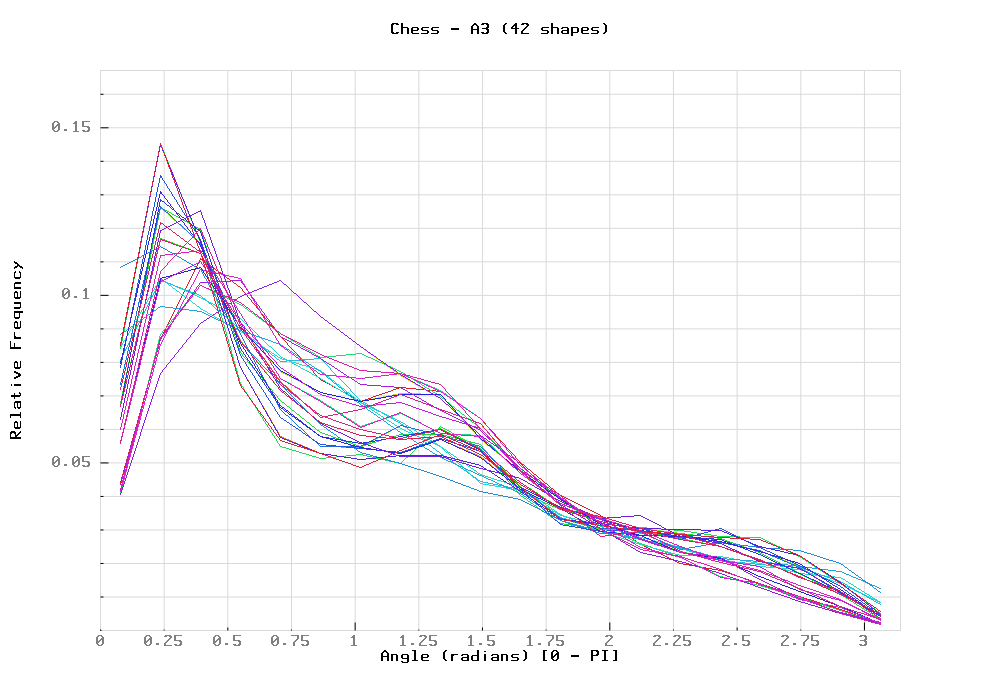 Chess - A3 (42 shapes)
0.15
0.1
0.05
Relative Frequency
0 0.25 0.5 0.75 1 1.25 1.5 1.75 2 2.25 2.5 2.75 3
Angle (radians) [0 - PI]